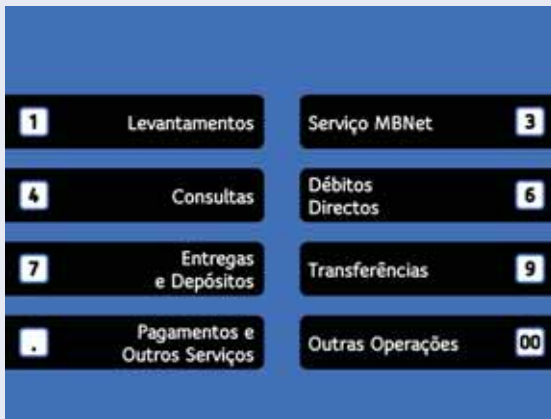 1 Levantamentos
Serviço MBNet 3
4 Consultas
Débitos
Directos 6
7 Entregas
e Depósitos
Transferências 9
. Pagamentos e
Outros Serviços
Outras Operações 00